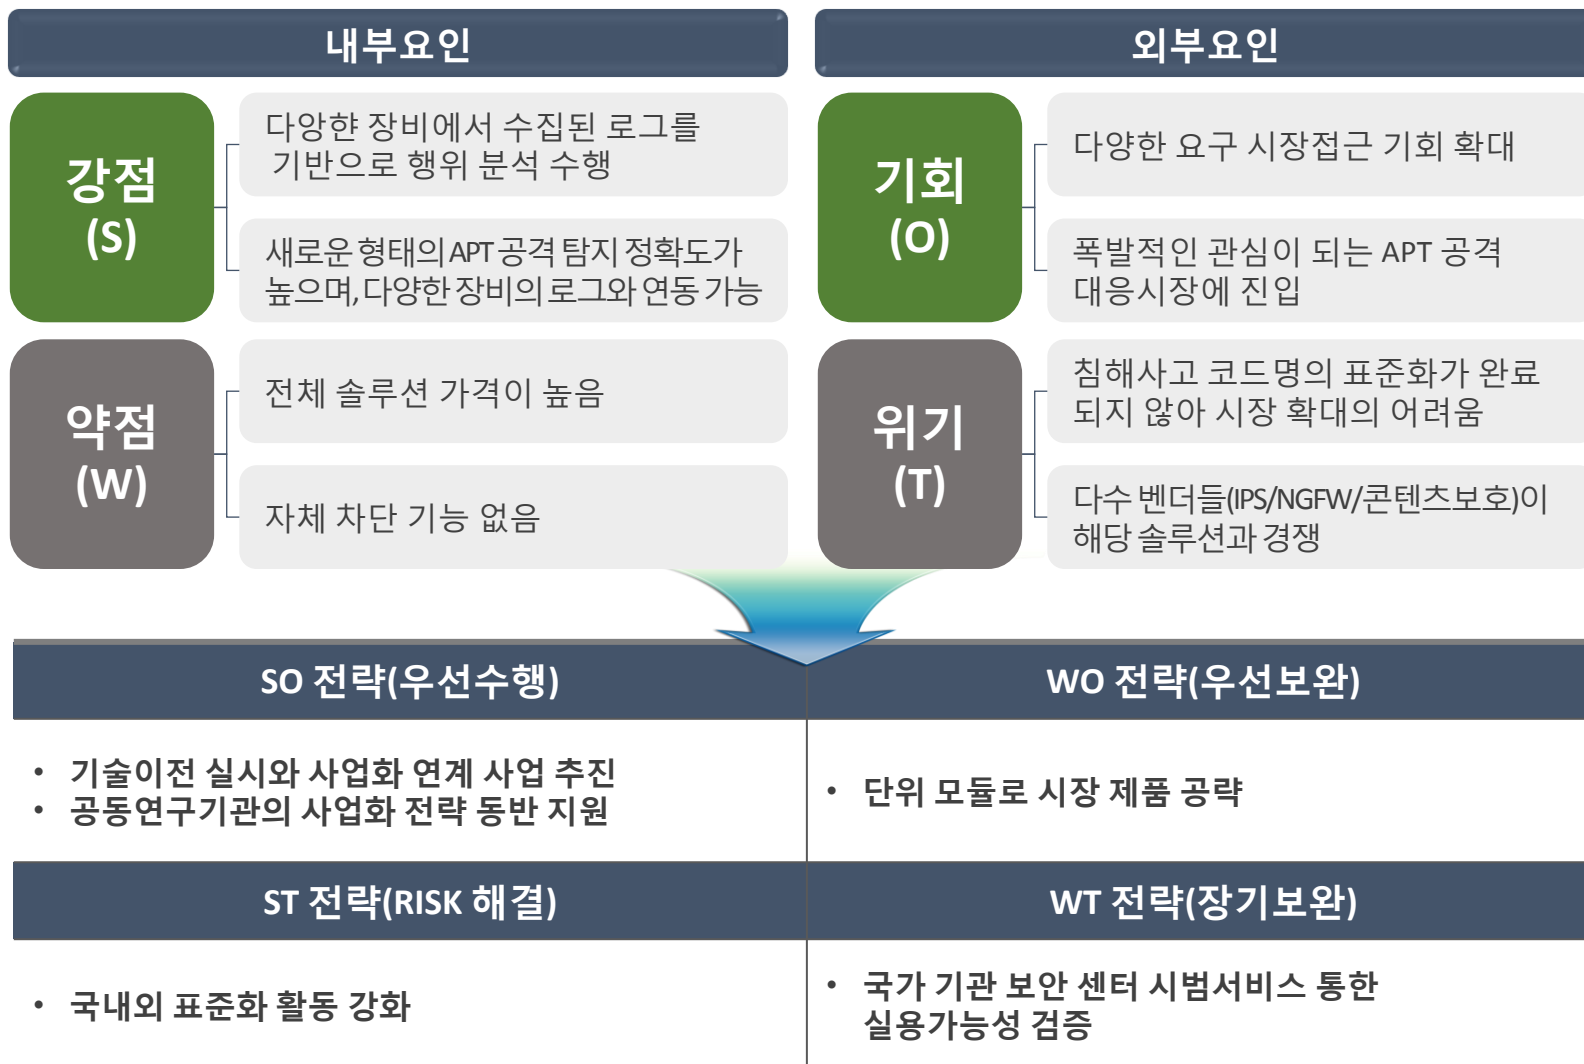 내부요인
강점
(S)
다양햔 장비에서 수집된 로그를
기반으로 행위 분석 수행
새로운 형태의 APT 공격 탐지 정확도가
높으며, 다양한 장비의 로그와 연동 가능
약점
(W)
전체 솔루션 가격이 높음
자체 차단 기능 없음
외부요인
기회
(O)
다양한 요구 시장접근 기회 확대
폭발적인 관심이 되는 APT 공격
대응시장에 진입
위기
(T)
침해사고 코드명의 표준화가 완료
되지 않아 시장 확대의 어려움
다수 벤더들(IPS/NGFW/콘텐츠보호)이
해당 솔루션과 경쟁
SO 전략(우선수행)
• 기술이전 실시와 사업화 연계 사업 추진
• 공동연구기관의 사업화 전략 동반 지원
WO 전략(우선보완)
• 단위 모듈로 시장 제품 공략
ST 전략(RISK 해결)
• 국내외 표준화 활동 강화
WT 전략(장기보완)
• 국가 기관 보안 센터 시범서비스 통한
실용가능성 검증